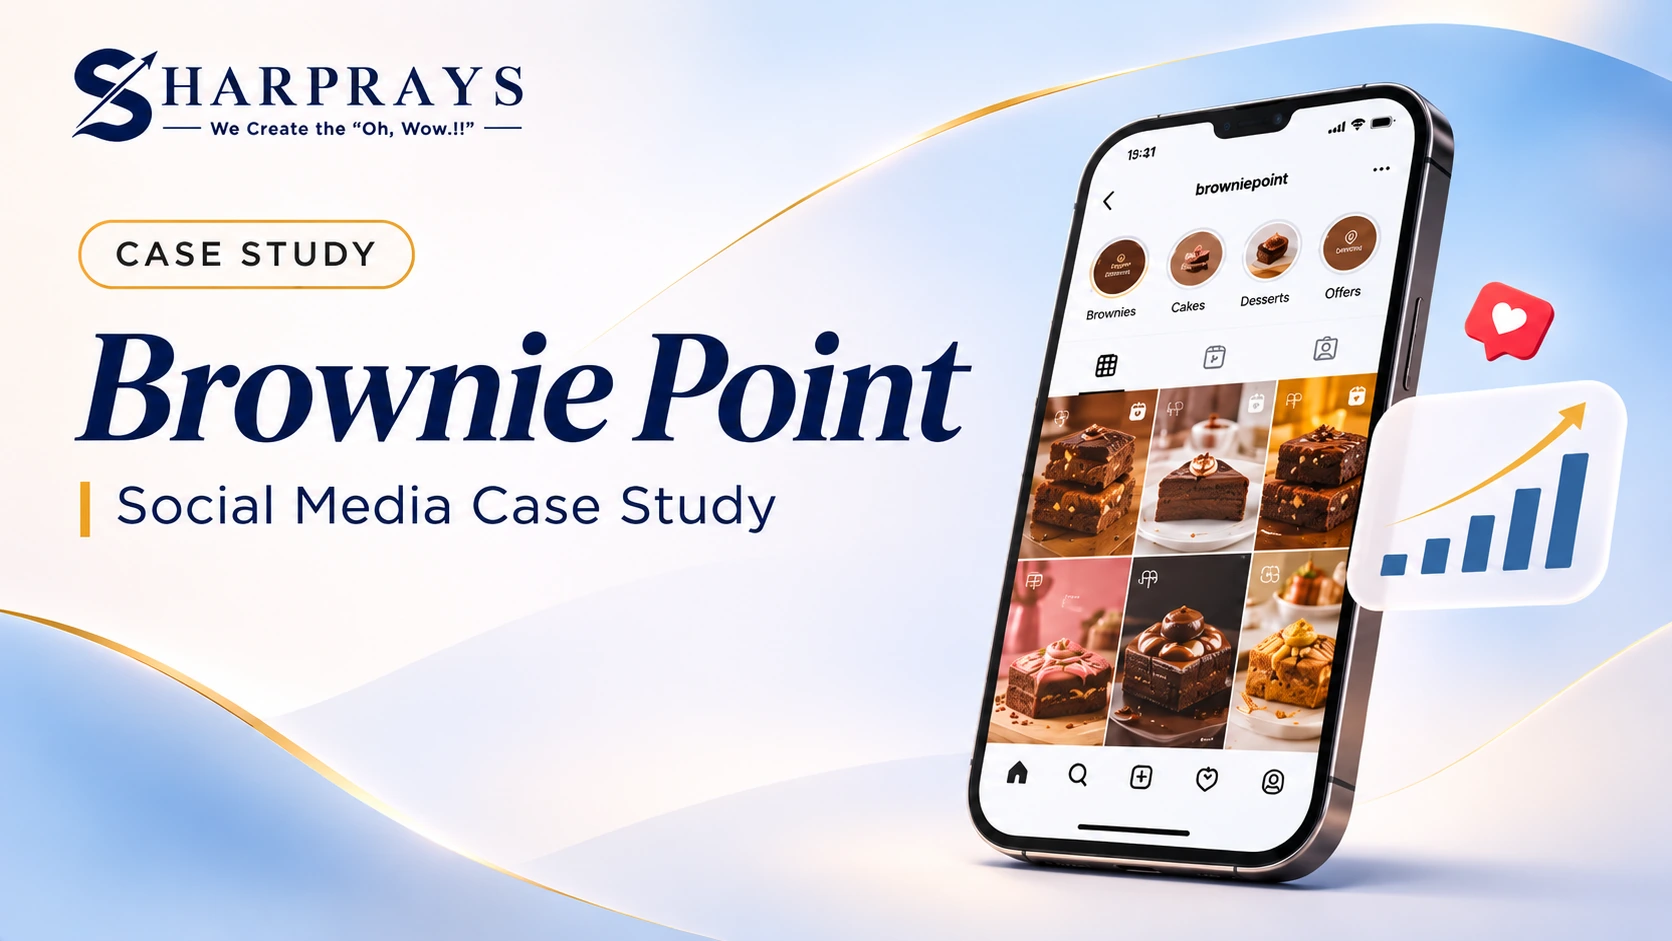 SHARPRAYS
We Create the “Oh, Wow.!!”
CASE STUDY
Brownie Point
Social Media Case Study
19:31
browniepoint
Brownies
Cakes
Desserts
Offers